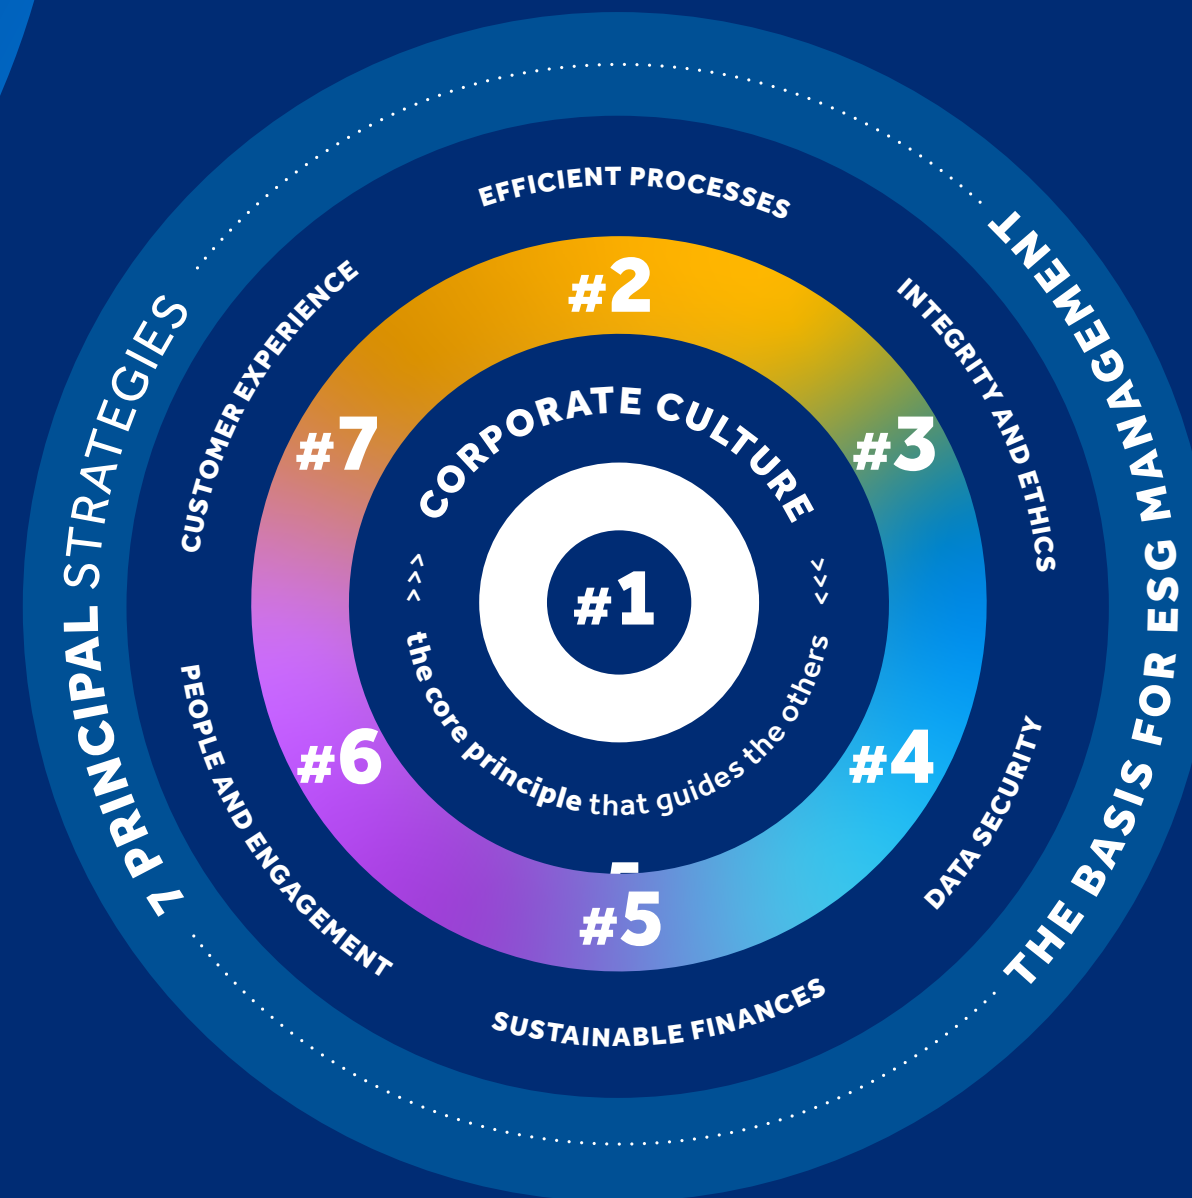 7 PRINCIPAL STRATEGIES
THE BASIS FOR ESG MANAGEMENT
CORPORATE CULTURE
#1
>>> the core principle that guides the others >>>
#2
EFFICIENT PROCESSES
#3
INTEGRITY AND ETHICS
#4
DATA SECURITY
#5
SUSTAINABLE FINANCES
#6
PEOPLE AND ENGAGEMENT
#7
CUSTOMER EXPERIENCE